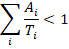 ∑_i A_i/T_i < 1